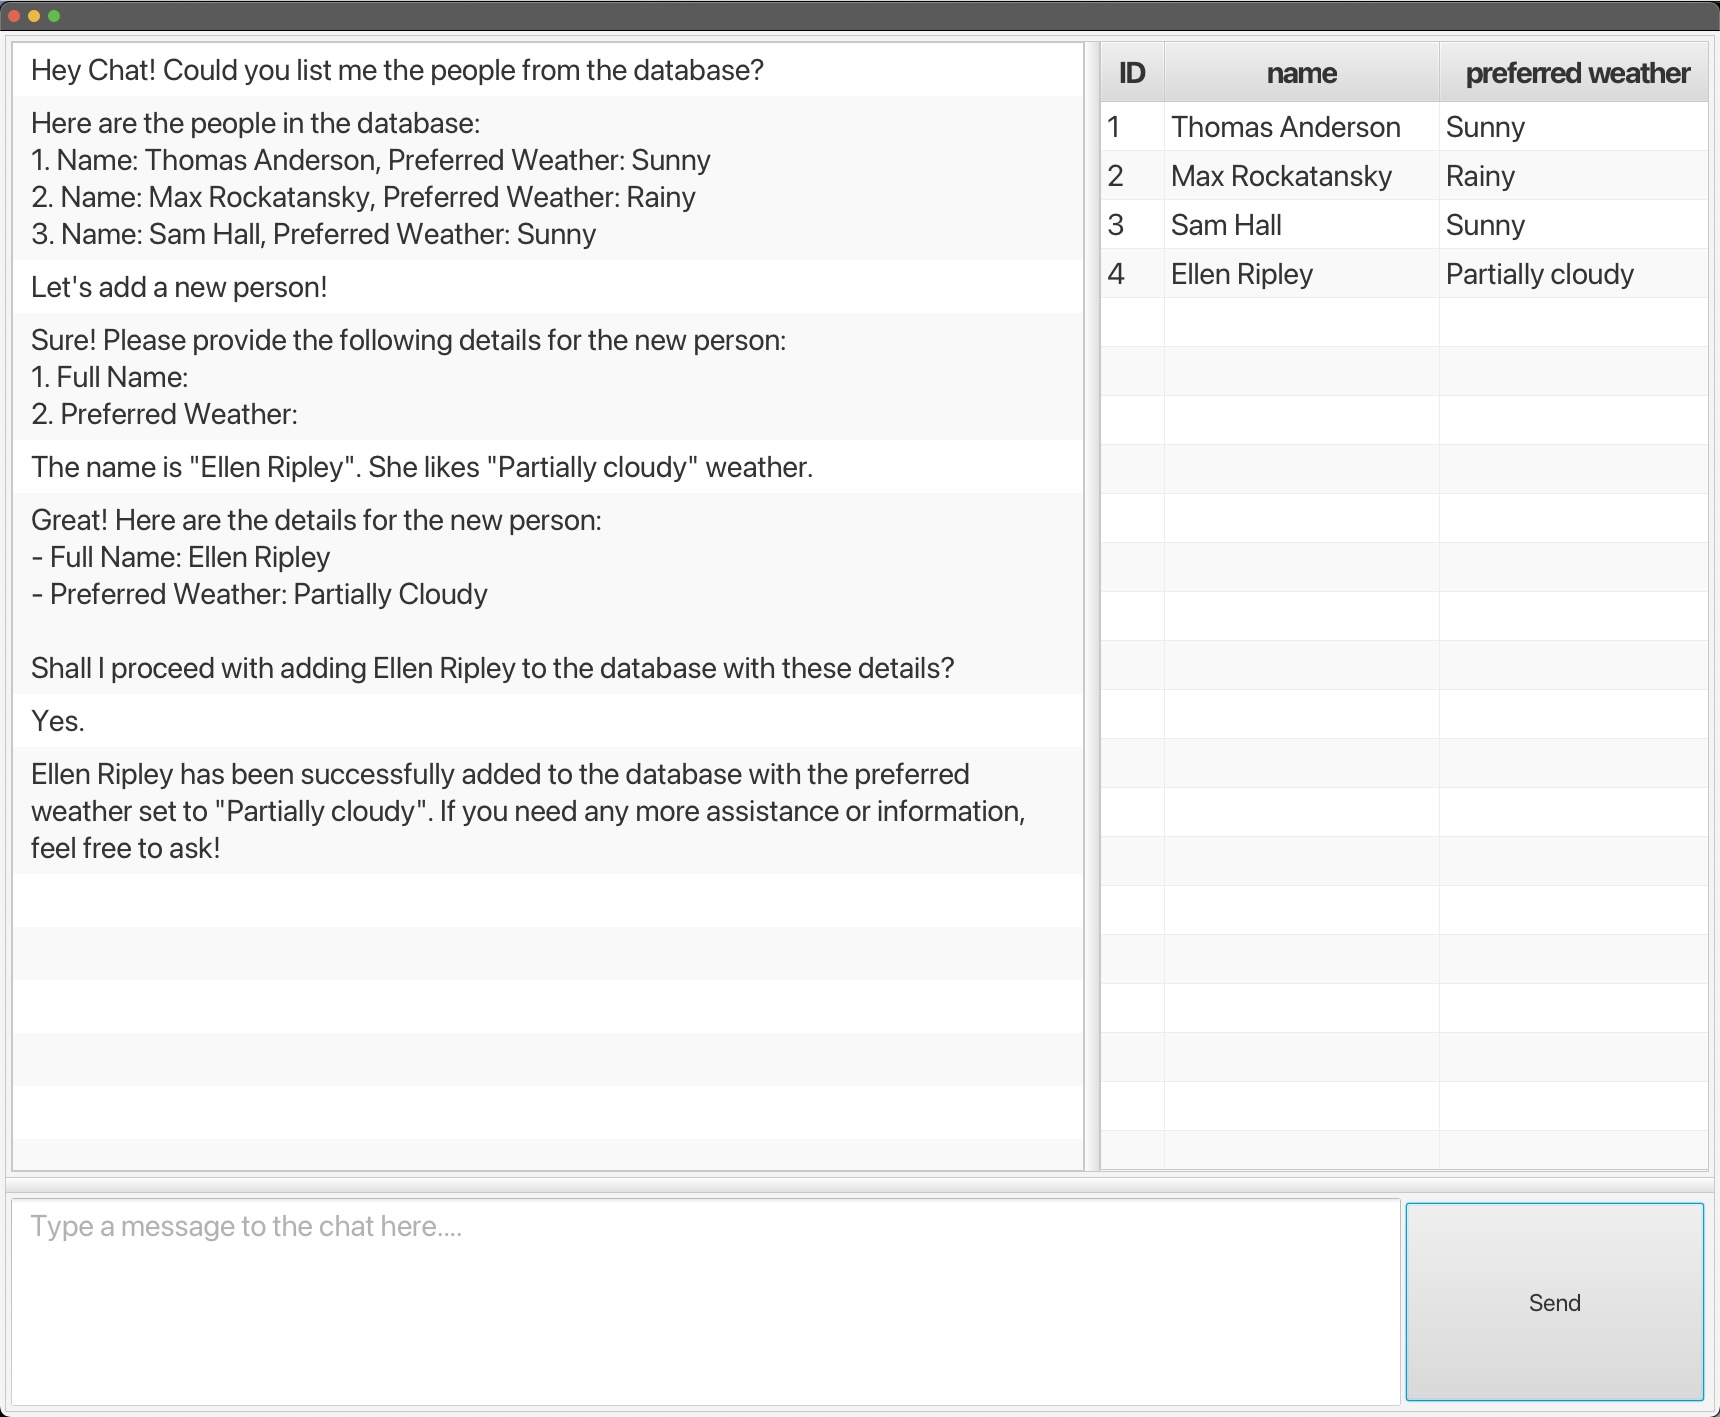 Hey Chat! Could you list me the people from the database?
Here are the people in the database:
1. Name: Thomas Anderson, Preferred Weather: Sunny
2. Name: Max Rockatansky, Preferred Weather: Rainy
3. Name: Sam Hall, Preferred Weather: Sunny
Let's add a new person!
Sure! Please provide the following details for the new person:
1. Full Name:
2. Preferred Weather:
The name is "Ellen Ripley". She likes "Partially cloudy" weather.
Great! Here are the details for the new person:
- Full Name: Ellen Ripley
- Preferred Weather: Partially Cloudy
Shall I proceed with adding Ellen Ripley to the database with these details?
Yes.
Ellen Ripley has been successfully added to the database with the preferred
weather set to "Partially cloudy". If you need any more assistance or information,
feel free to ask!
ID name preferred weather
1 Thomas Anderson Sunny
2 Max Rockatansky Rainy
3 Sam Hall Sunny
4 Ellen Ripley Partially cloudy
Type a message to the chat here....
Send